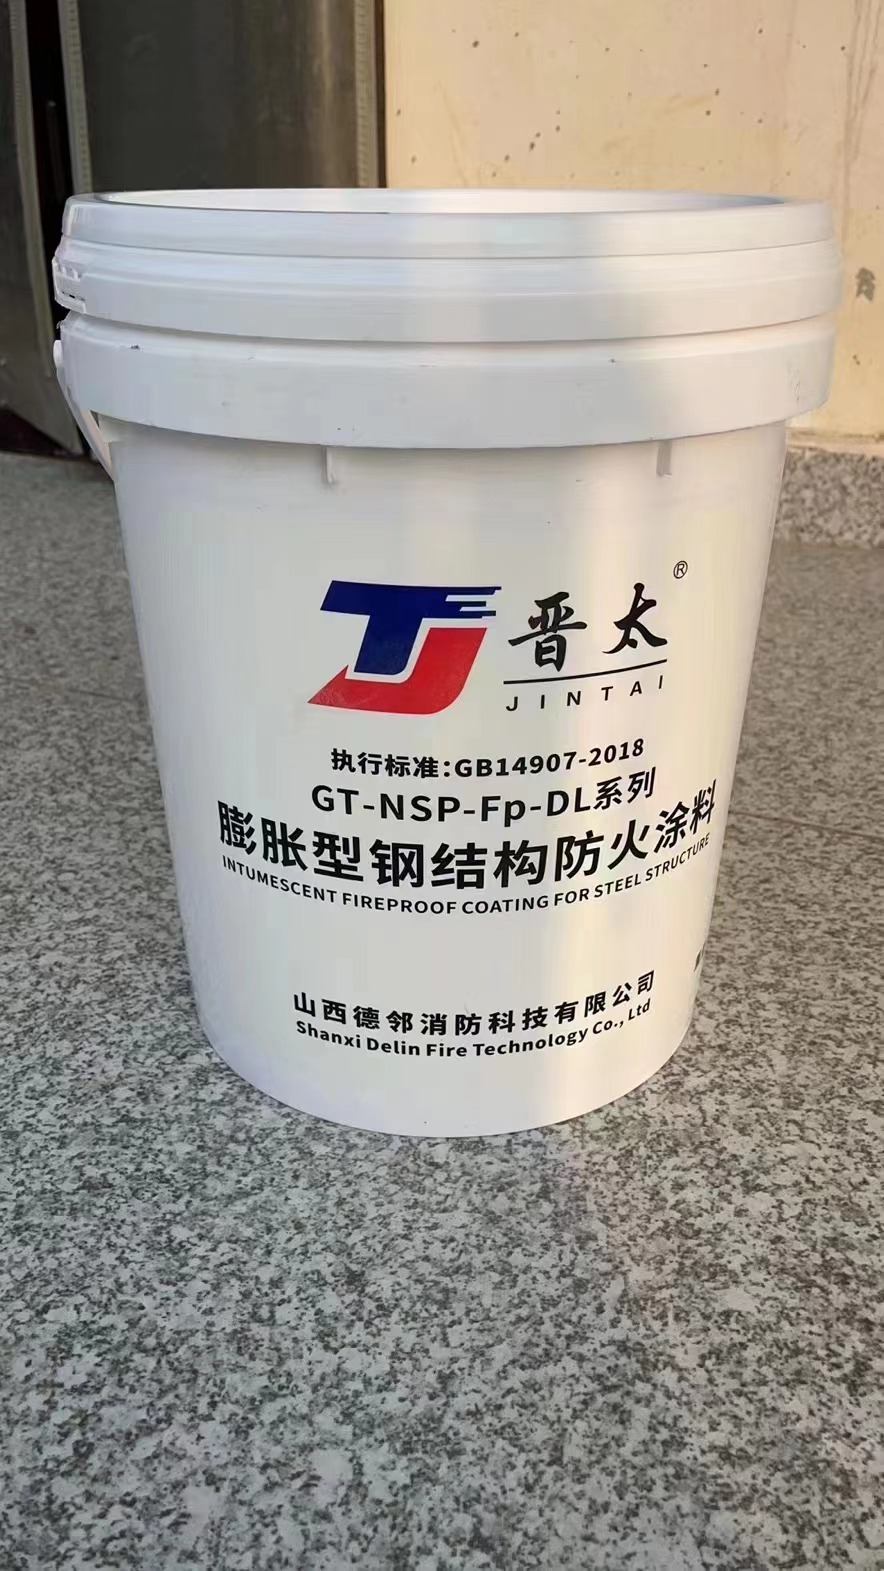 TJ 晋太®
JINTAI
执行标准:GB14907-2018
GT-NSP-Fp-DL系列
膨胀型钢结构防火涂料
INTUMESCENT FIREPROOF COATING FOR STEEL STRUCTURE
山西德邻消防科技有限公司
Shanxi Delin Fire Technology Co., Ltd